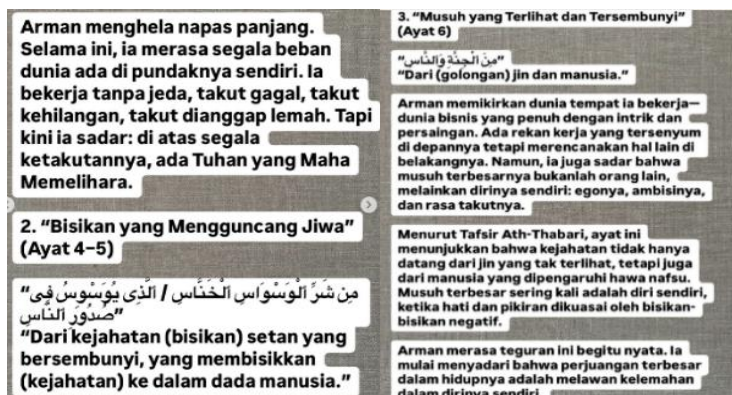 Arman menghela napas panjang.
Selama ini, ia merasa segala beban
dunia ada di pundaknya sendiri. Ia
bekerja tanpa jeda, takut gagal, takut
kehilangan, takut dianggap lemah. Tapi
kini ia sadar: di atas segala
ketakutannya, ada Tuhan yang Maha
Memelihara.
2. “Bisikan yang Mengguncang Jiwa”
(Ayat 4–5)
"مِن شَرِّ الْوَسْوَاسِ الْخَنَّاسِ / الَّذِي يُوَسْوِسُ فِي
صُدُورِ النَّاسِ"
“Dari kejahatan (bisikan) setan yang
bersembunyi, yang membisikkan
(kejahatan) ke dalam dada manusia.”
3. “Musuh yang Terlihat dan Tersembunyi”
(Ayat 6)
"مِنَ الْجِنَّةِ وَالنَّاسِ"
“Dari (golongan) jin dan manusia.”
Arman memikirkan dunia tempat ia bekerja—
dunia bisnis yang penuh dengan intrik dan
persaingan. Ada rekan kerja yang tersenyum
di depannya tetapi merencanakan hal lain di
belakangnya. Namun, ia juga sadar bahwa
musuh terbesarnya bukanlah orang lain,
melainkan dirinya sendiri: egonya, ambisinya,
dan rasa takutnya.
Menurut Tafsir Ath-Thabari, ayat ini
menunjukkan bahwa kejahatan tidak hanya
datang dari jin yang tak terlihat, tetapi juga
dari manusia yang dipengaruhi hawa nafsu.
Musuh terbesar sering kali adalah diri sendiri,
ketika hati dan pikiran dikuasai oleh bisikan-
bisikan negatif.
Arman merasa teguran ini begitu nyata. Ia
mulai menyadari bahwa perjuangan terbesar
dalam hidupnya adalah melawan kelemahan
dalam dirinya sendiri.